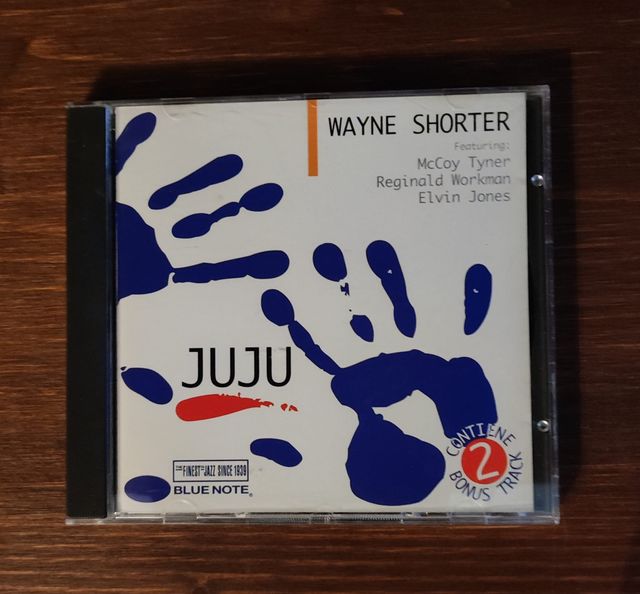 WAYNE SHORTER
Featuring:
McCoy Tyner
Reginald Workman
Elvin Jones
JUJU
THE FINEST IN JAZZ SINCE 1939
BLUE NOTE®
CONTIENE
2
BONUS TRACK